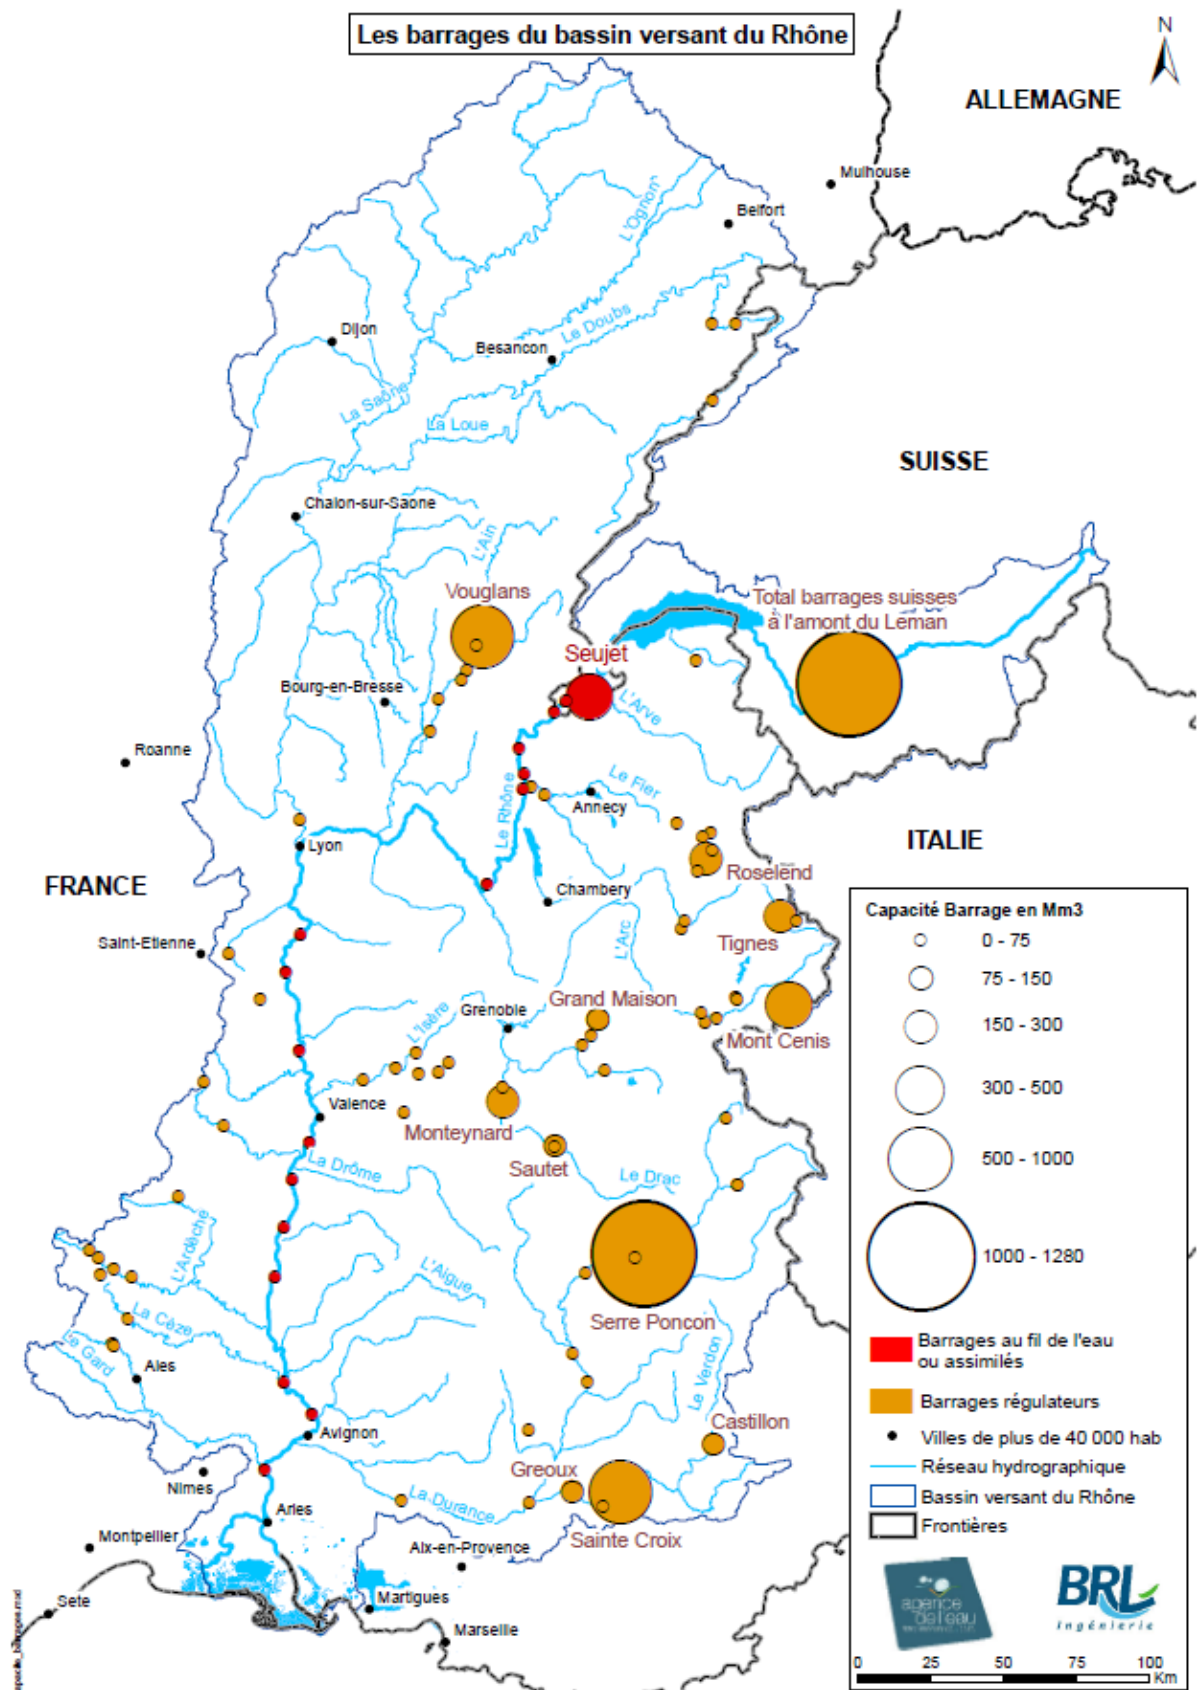 Les barrages du bassin versant du Rhône
N
ALLEMAGNE
Mulhouse
Belfort
L'Ognon
Le Doubs
Dijon
Besancon
La Saône
La Loue
SUISSE
Chalon-sur-Saone
L'Ain
Vouglans
Total barrages suisses
à l'amont du Leman
Seujet
Bourg-en-Bresse
L'Arve
Roanne
Le Fier
Annecy
Le Rhône
Lyon
ITALIE
FRANCE
Roselend
Chambery
Saint-Etienne
L'Arc
Tignes
Grand Maison
Grenoble
L'Isère
Mont Cenis
Valence
Monteynard
Sautet
La Drôme
Le Drac
L'Ardèche
L'Aigue
La Cèze
Serre Poncon
Le Gard
Ales
Le Verdon
Castillon
Avignon
Greoux
Nimes
La Durance
Arles
Sainte Croix
Montpellier
Aix-en-Provence
Martigues
Sete
Marseille
Capacité Barrage en Mm3
0 - 75
75 - 150
150 - 300
300 - 500
500 - 1000
1000 - 1280
Barrages au fil de l'eau
ou assimilés
Barrages régulateurs
Villes de plus de 40 000 hab
Réseau hydrographique
Bassin versant du Rhône
Frontières
agence
de l'eau
BRL
Ingénierie
0 25 50 75 100
Km